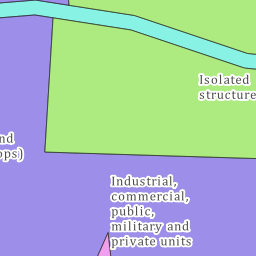 Isolated
structure
nd
ops)
Industrial,
commercial,
public,
military and
private units